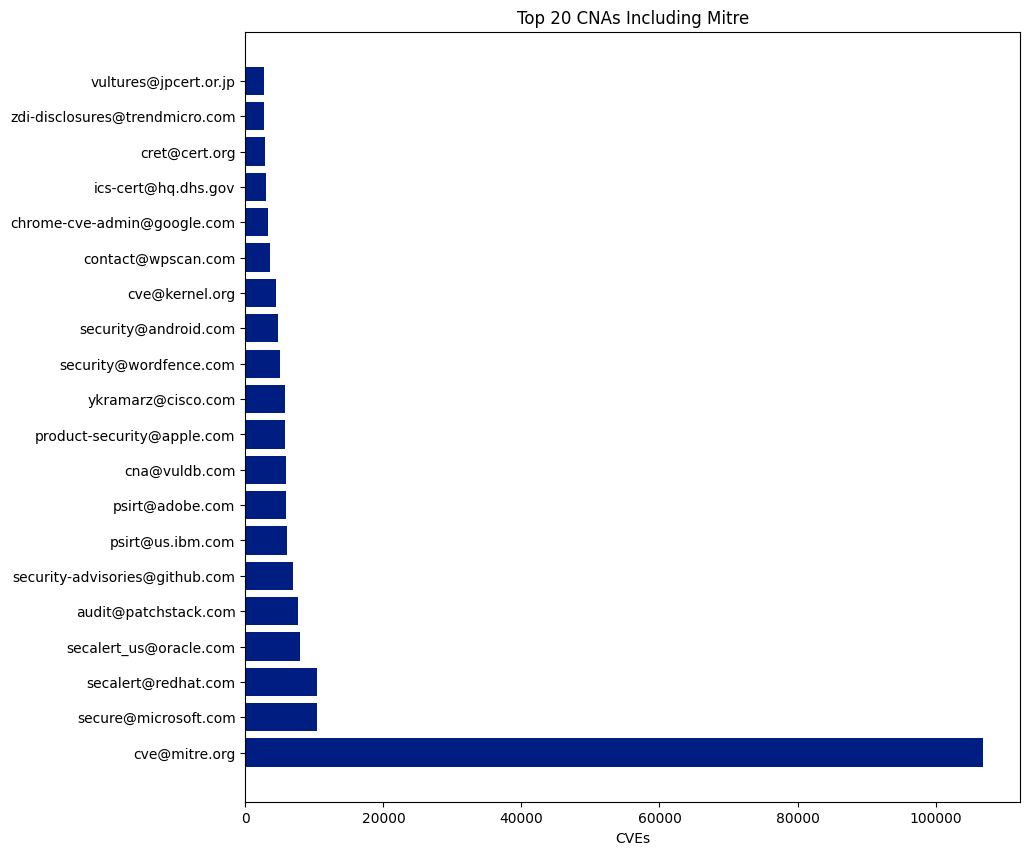 Top 20 CNAs Including Mitre
vultures@jpcert.or.jp
zdi-disclosures@trendmicro.com
cret@cert.org
ics-cert@hq.dhs.gov
chrome-cve-admin@google.com
contact@wpscan.com
cve@kernel.org
security@android.com
security@wordfence.com
ykramarz@cisco.com
product-security@apple.com
cna@vuldb.com
psirt@adobe.com
psirt@us.ibm.com
security-advisories@github.com
audit@patchstack.com
secalert_us@oracle.com
secalert@redhat.com
secure@microsoft.com
cve@mitre.org
0 20000 40000 60000 80000 100000
CVEs